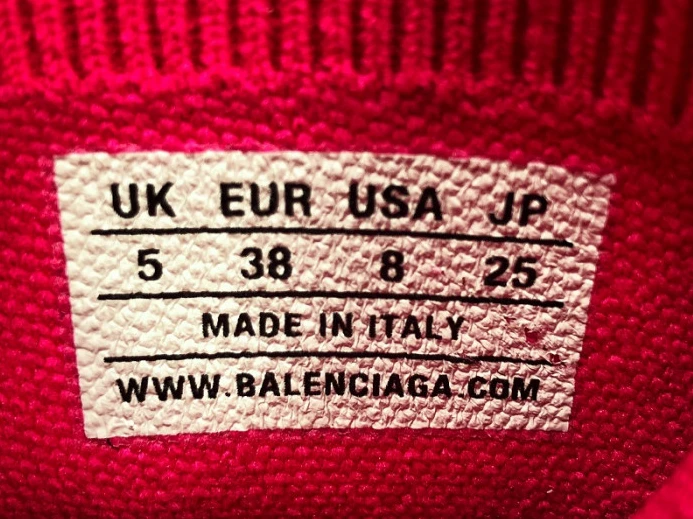 UK EUR USA JP
5 38 8 25
MADE IN ITALY
WWW.BALENCIAGA.COM